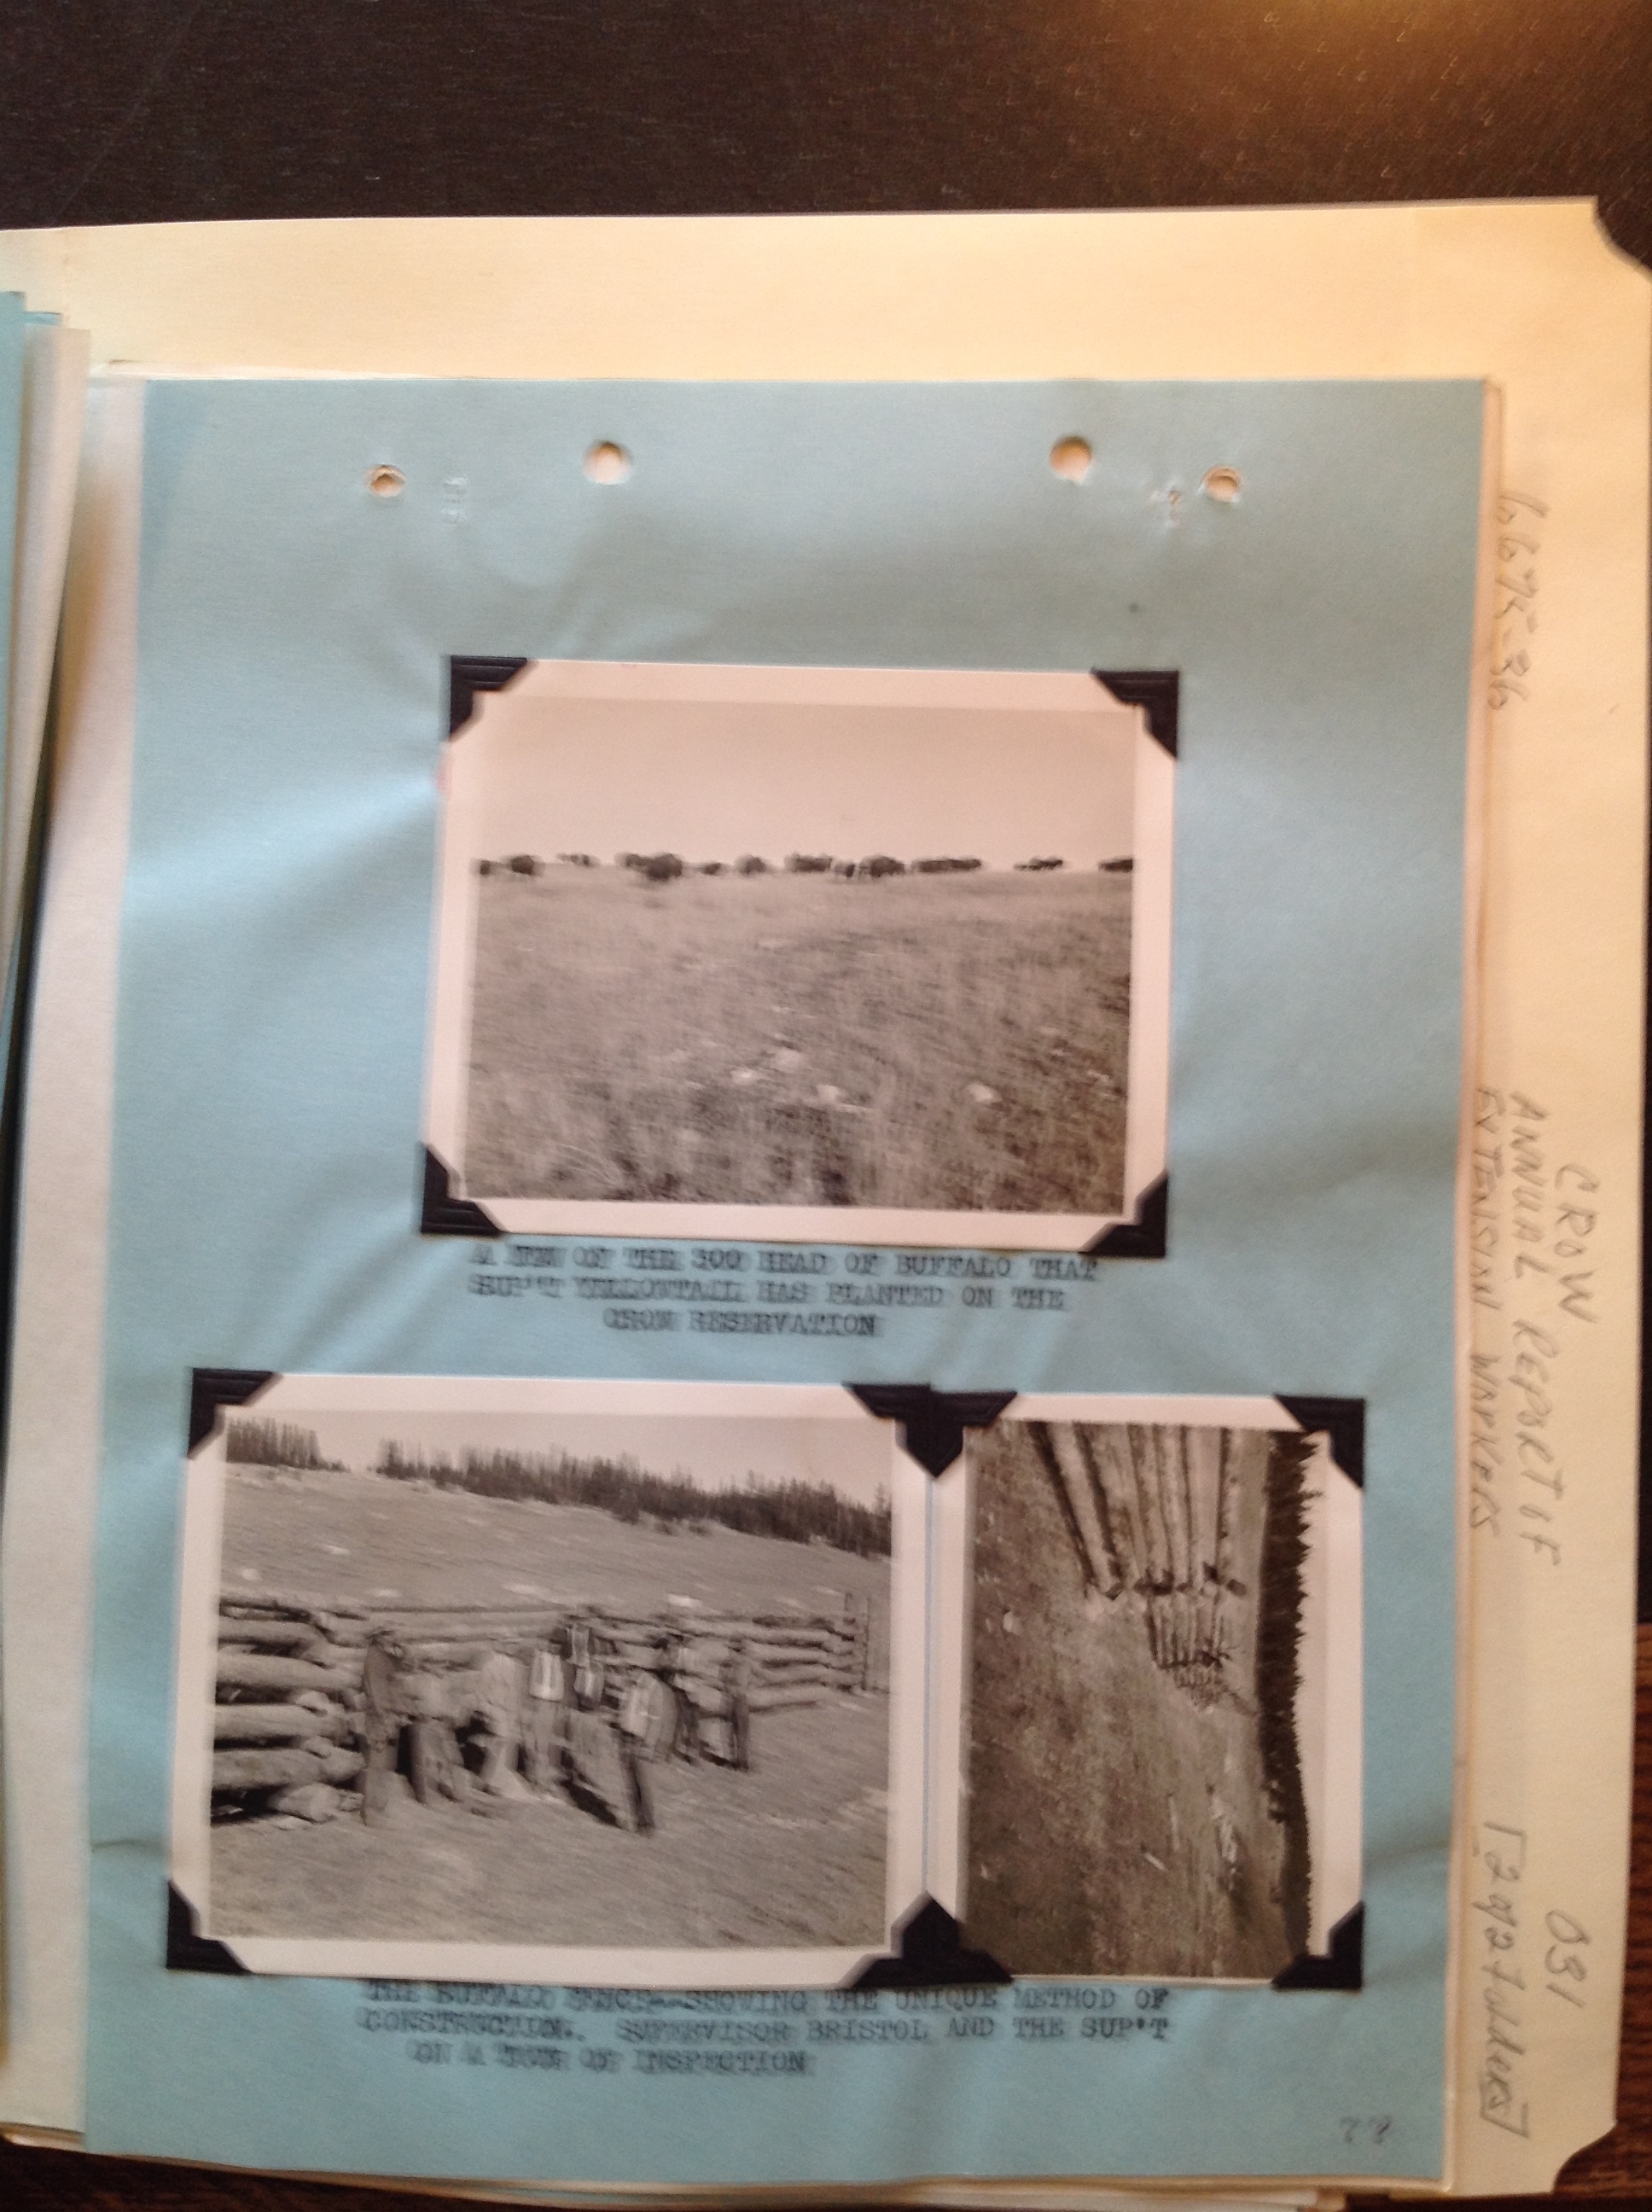 A FEW OF THE 300 HEAD OF BUFFALO THAT
SUP'T YELLOWTAIL HAS PLANTED ON THE
CROW RESERVATION
THE BUFFALO FENCE--SHOWING THE UNIQUE METHOD OF
CONSTRUCTION. SUPERVISOR BRISTOL AND THE SUP'T
ON A TOUR OF INSPECTION
6675-36
CROW
ANNUAL REPORT OF
EXTENSION WORKERS
031
[2 of 2 folders]